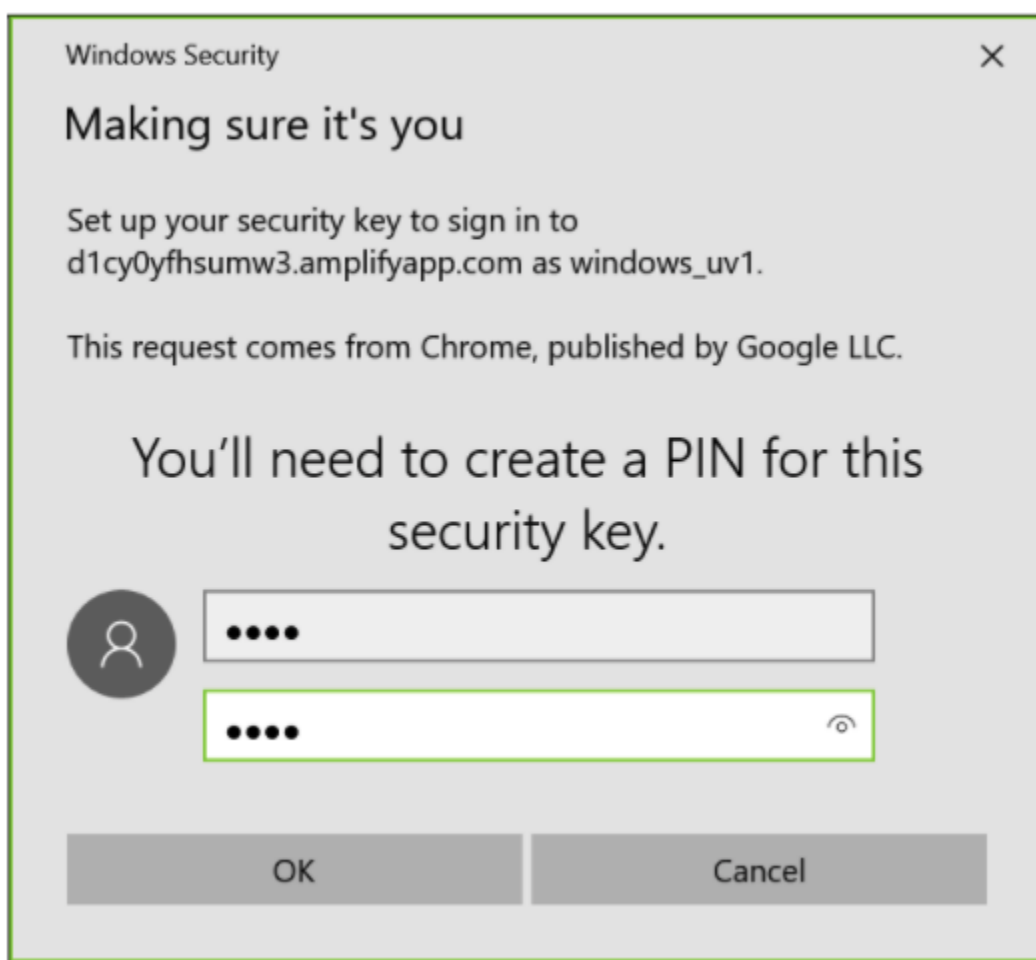 Windows Security
Making sure it's you
Set up your security key to sign in to
d1cy0yfhsumw3.amplifyapp.com as windows_uv1.
This request comes from Chrome, published by Google LLC.
You’ll need to create a PIN for this
security key.
••••
••••
OK
Cancel